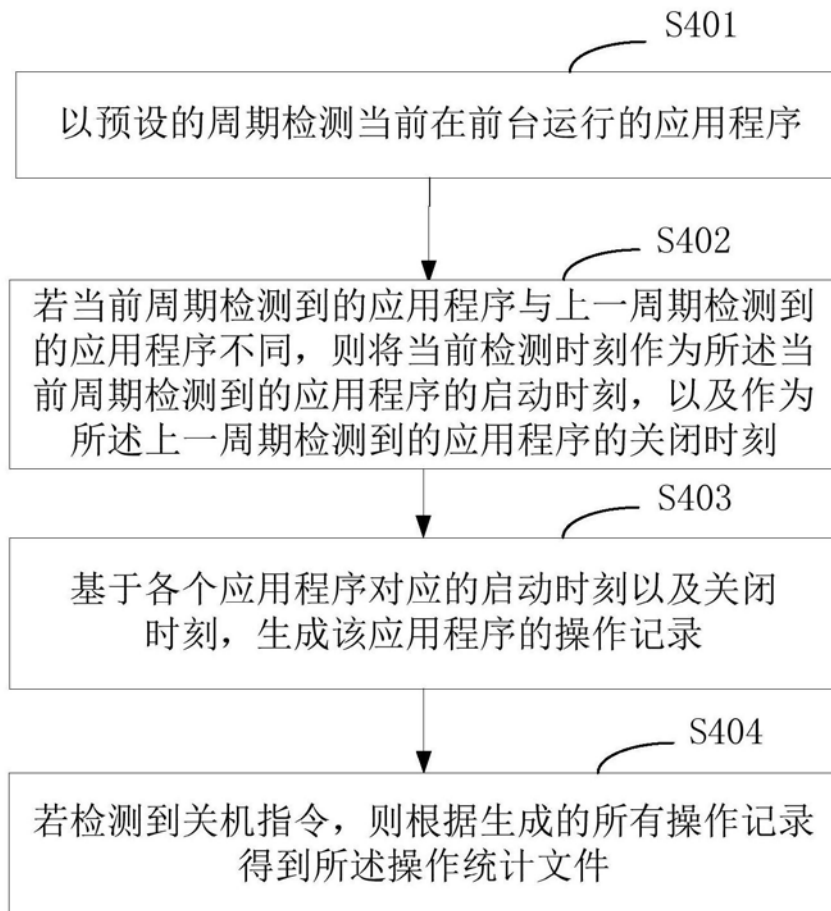 S401
以预设的周期检测当前在前台运行的应用程序
S402
若当前周期检测到的应用程序与上一周期检测到
的应用程序不同，则将当前检测时刻作为所述当
前周期检测到的应用程序的启动时刻，以及作为
所述上一周期检测到的应用程序的关闭时刻
S403
基于各个应用程序对应的启动时刻以及关闭
时刻，生成该应用程序的操作记录
S404
若检测到关机指令，则根据生成的所有操作记录
得到所述操作统计文件